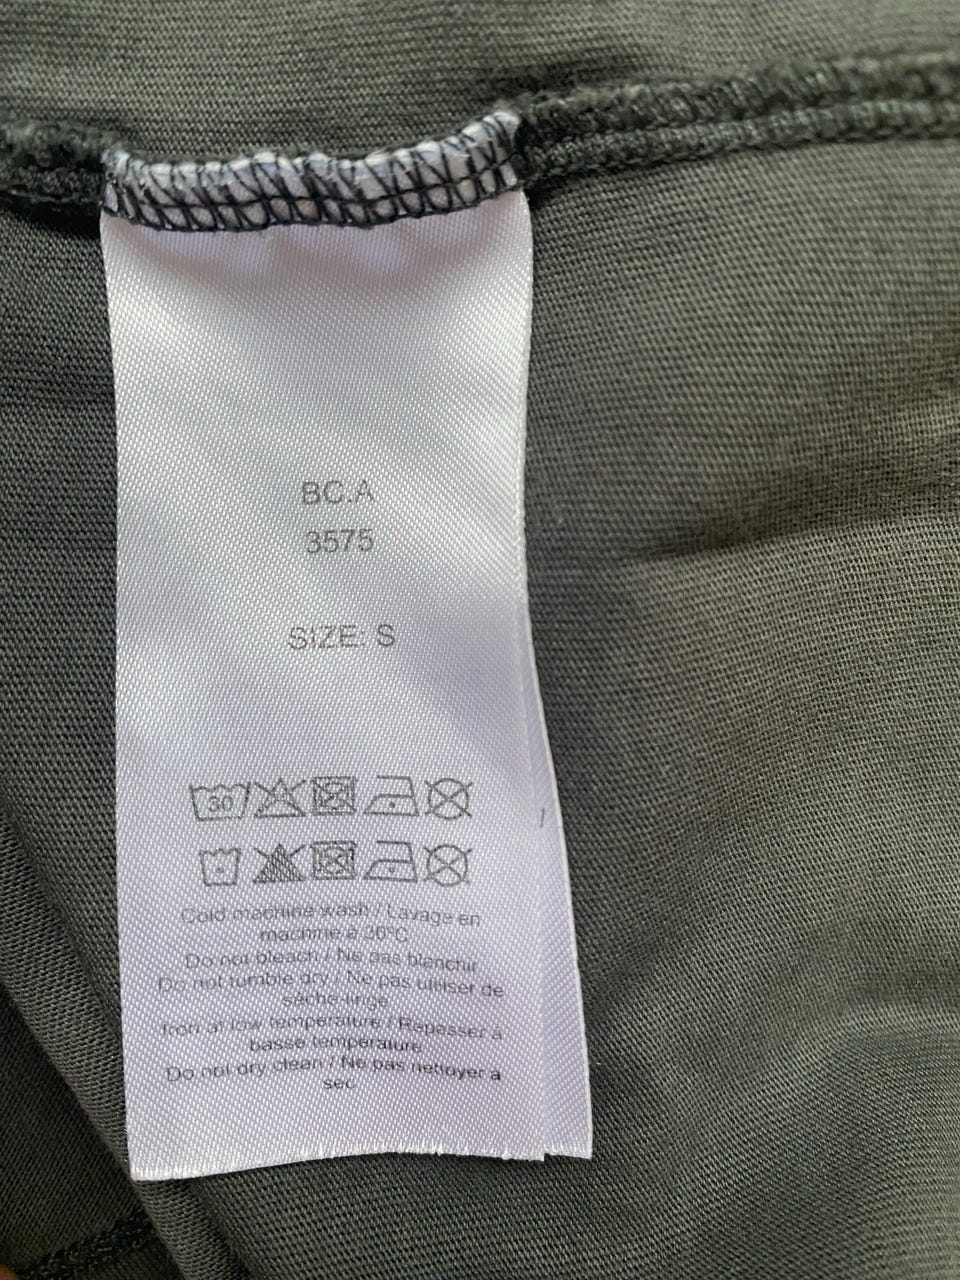 BC.A
3575
SIZE: S
30
Cold machine wash / Lavage en
machine à 30°C
Do not bleach / Ne pas blanchir
Do not tumble dry / Ne pas utiliser de
sèche-linge
Iron at low temperature / Repasser à
basse température
Do not dry clean / Ne pas nettoyer à
sec